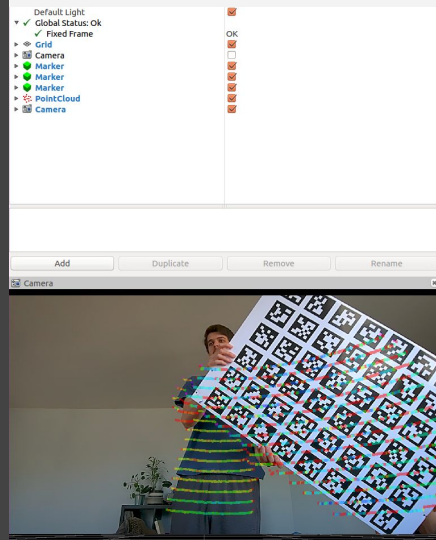 Default Light
Global Status: Ok
Fixed Frame OK
Grid
Camera
Marker
Marker
Marker
PointCloud
Camera
Add Duplicate Remove Rename
Camera